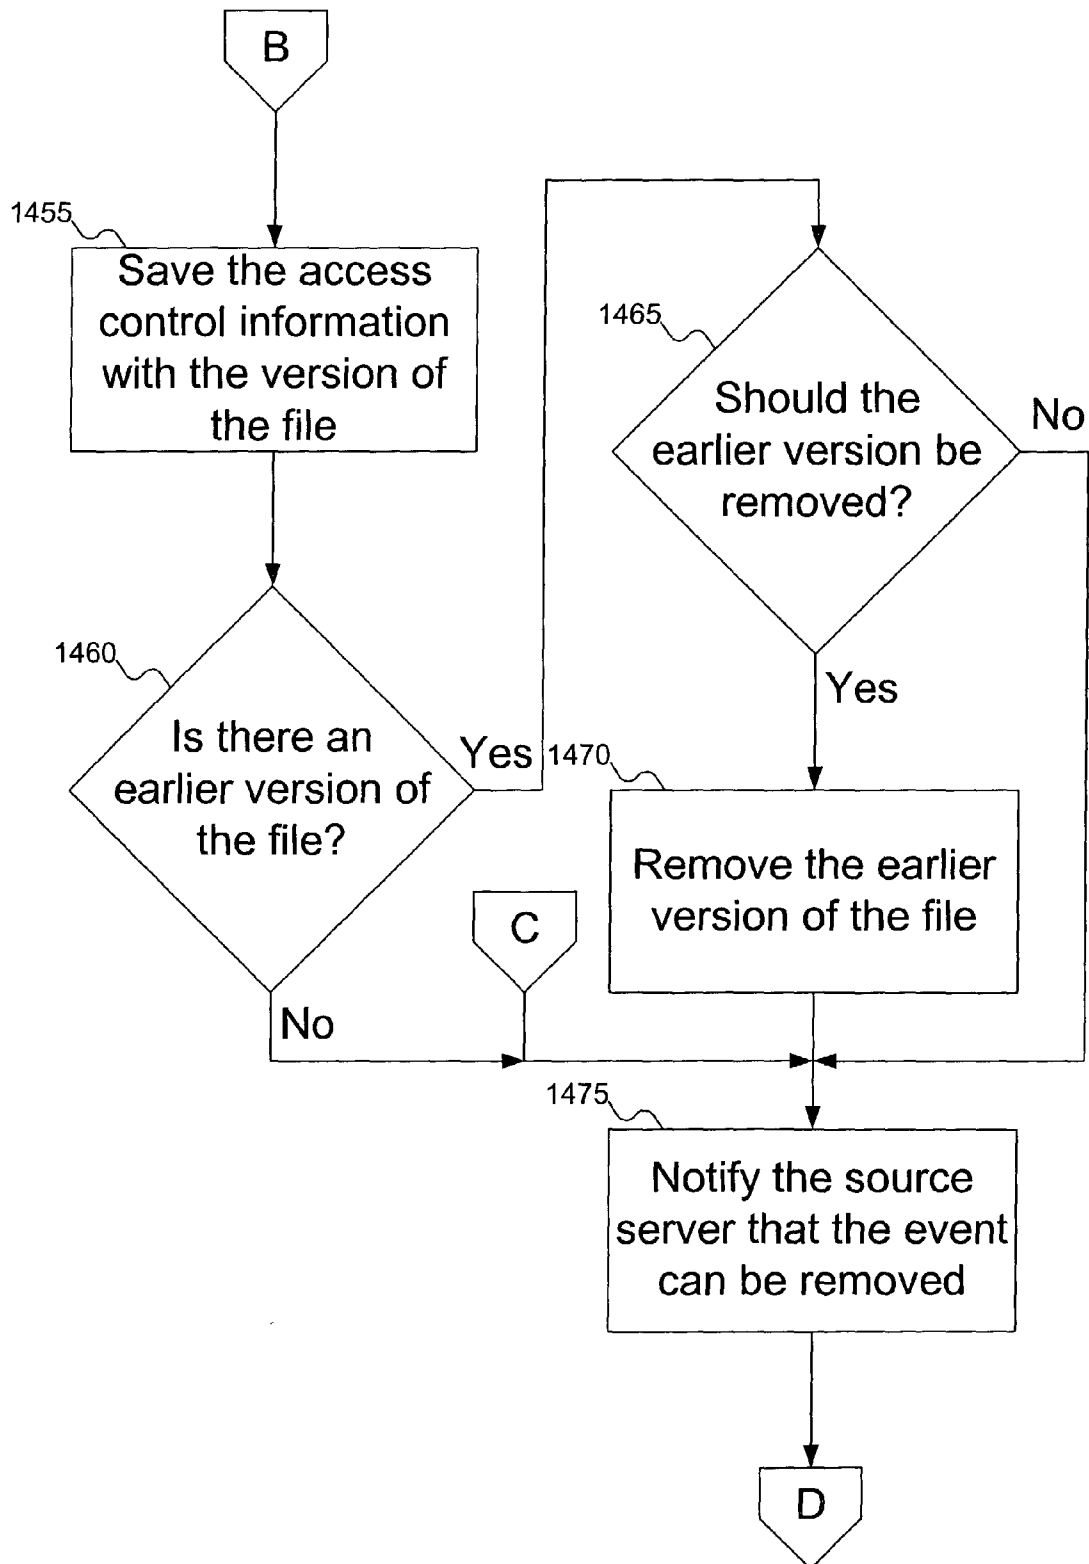 B
1455
Save the access
control information
with the version of
the file
1460
Is there an
earlier version of
the file?
Yes
No
1465
Should the
earlier version be
removed?
No
Yes
1470
Remove the earlier
version of the file
C
1475
Notify the source
server that the event
can be removed
D